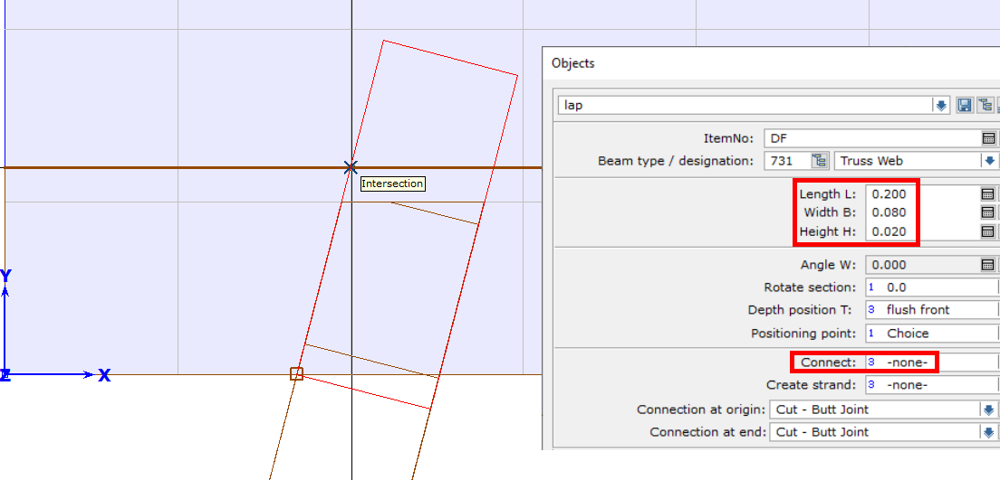 Objects
lap
ItemNo: DF
Beam type / designation: 731 Truss Web
Length L: 0.200
Width B: 0.080
Height H: 0.020
Angle W: 0.000
Rotate section: 1 0.0
Depth position T: 3 flush front
Positioning point: 1 Choice
Connect: 3 -none-
Create strand: 3 -none-
Connection at origin: Cut - Butt Joint
Connection at end: Cut - Butt Joint
Intersection
Y
Z X